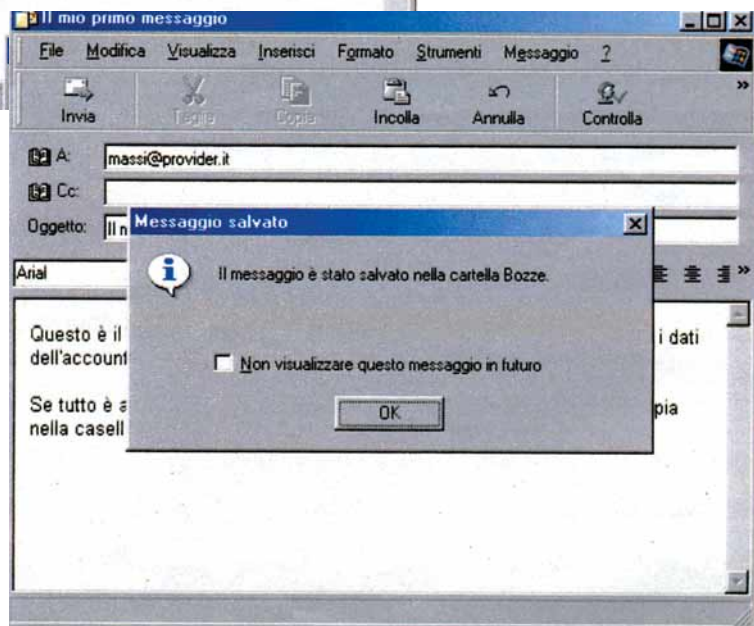 Il mio primo messaggio
File Modifica Visualizza Inserisci Formato Strumenti Messaggio ?
Invia Taglia Copia Incolla Annulla Controlla
A: massi@provider.it
Cc:
Oggetto: Il
Messaggio salvato
Arial
Il messaggio è stato salvato nella cartella Bozze.
Non visualizzare questo messaggio in futuro
OK
Questo è il i dati
dell'account
Se tutto è a pia
nella casell